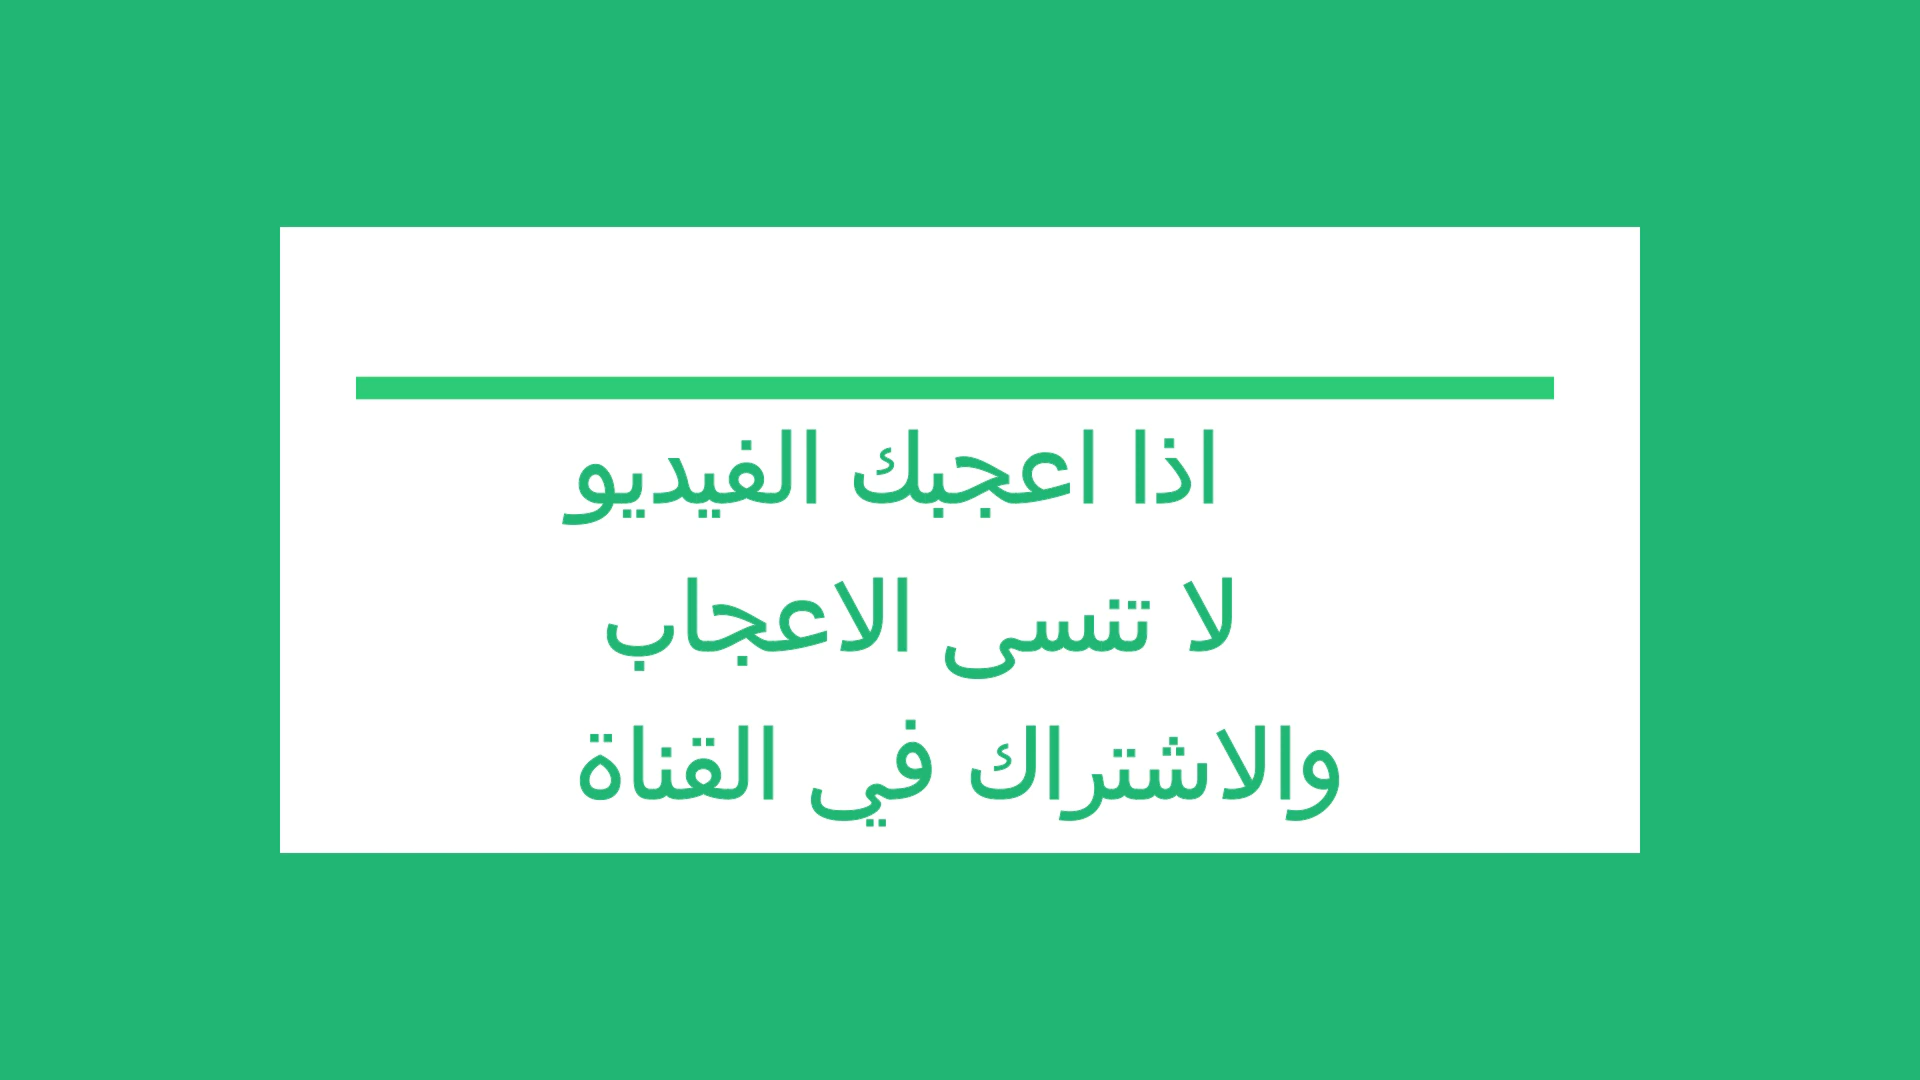 اذا اعجبك الفيديو
لا تنسى الاعجاب
والاشتراك في القناة